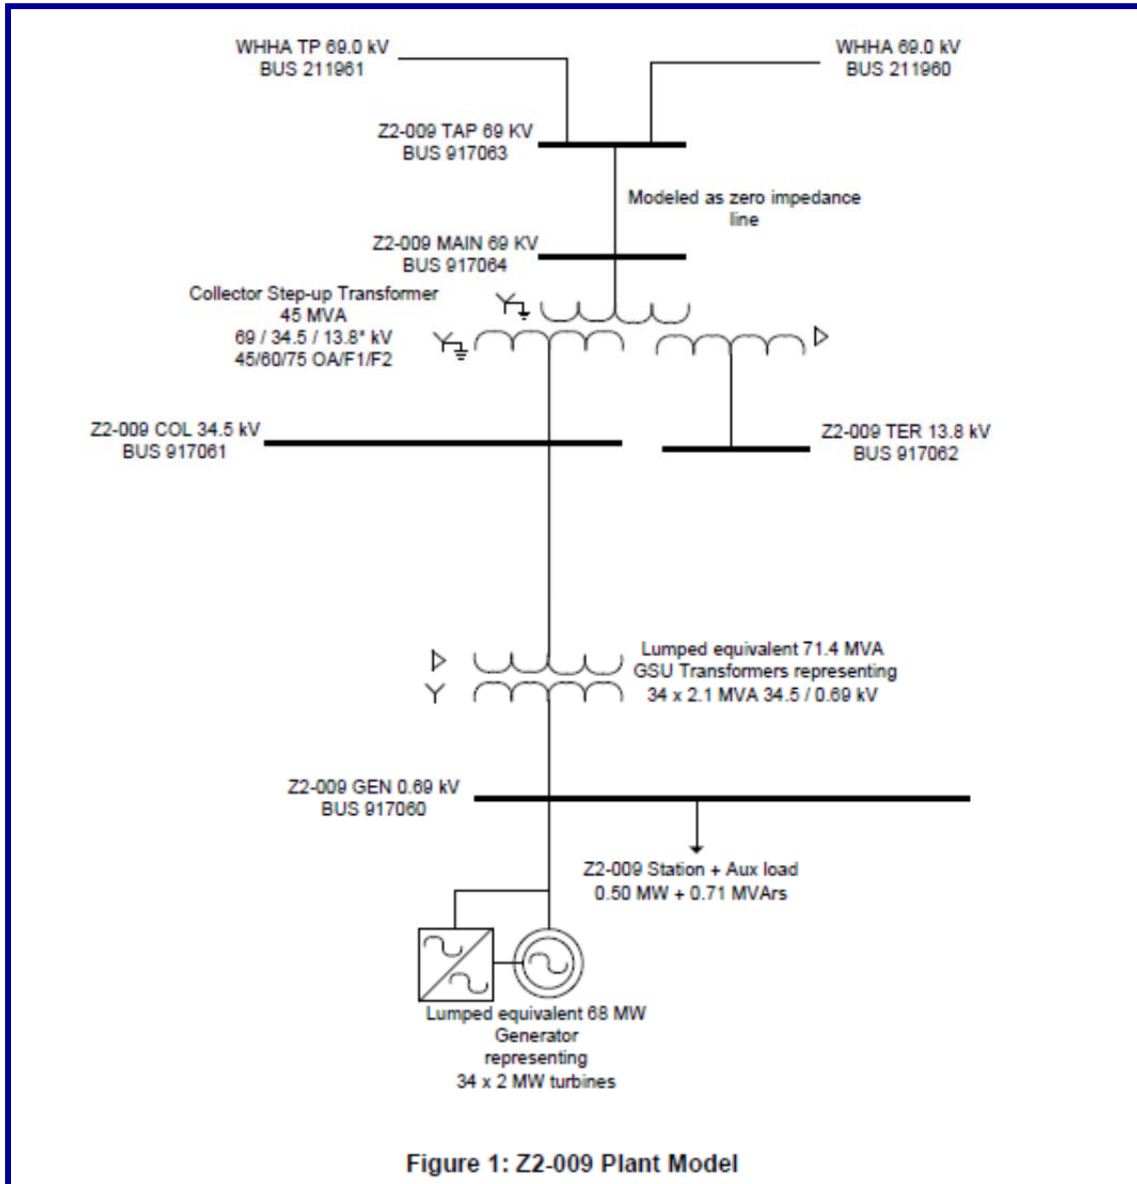 WHHA TP 69.0 kV
BUS 211961
WHHA 69.0 kV
BUS 211960
Z2-009 TAP 69 KV
BUS 917063
Modeled as zero impedance
line
Z2-009 MAIN 69 KV
BUS 917064
Collector Step-up Transformer
45 MVA
69 / 34.5 / 13.8* kV
45/60/75 OA/F1/F2
Z2-009 COL 34.5 kV
BUS 917061
Z2-009 TER 13.8 kV
BUS 917062
Lumped equivalent 71.4 MVA
GSU Transformers representing
34 x 2.1 MVA 34.5 / 0.69 kV
Z2-009 GEN 0.69 kV
BUS 917060
Z2-009 Station + Aux load
0.50 MW + 0.71 MVArs
Lumped equivalent 68 MW
Generator
representing
34 x 2 MW turbines
Figure 1: Z2-009 Plant Model